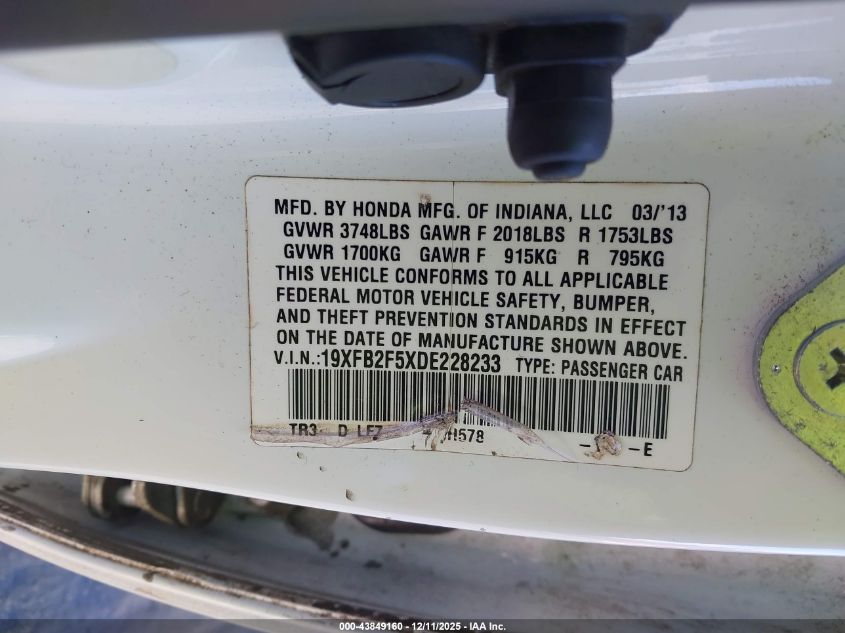 MFD. BY HONDA MFG. OF INDIANA, LLC 03/'13
GVWR 3748LBS GAWR F 2018LBS R 1753LBS
GVWR 1700KG GAWR F 915KG R 795KG
THIS VEHICLE CONFORMS TO ALL APPLICABLE
FEDERAL MOTOR VEHICLE SAFETY, BUMPER,
AND THEFT PREVENTION STANDARDS IN EFFECT
ON THE DATE OF MANUFACTURE SHOWN ABOVE.
V.I.N.:19XFB2F5XDE228233 TYPE: PASSENGER CAR
TR3 D LF7 H578 - -E
000-43849160 - 12/11/2025 - IAA Inc.